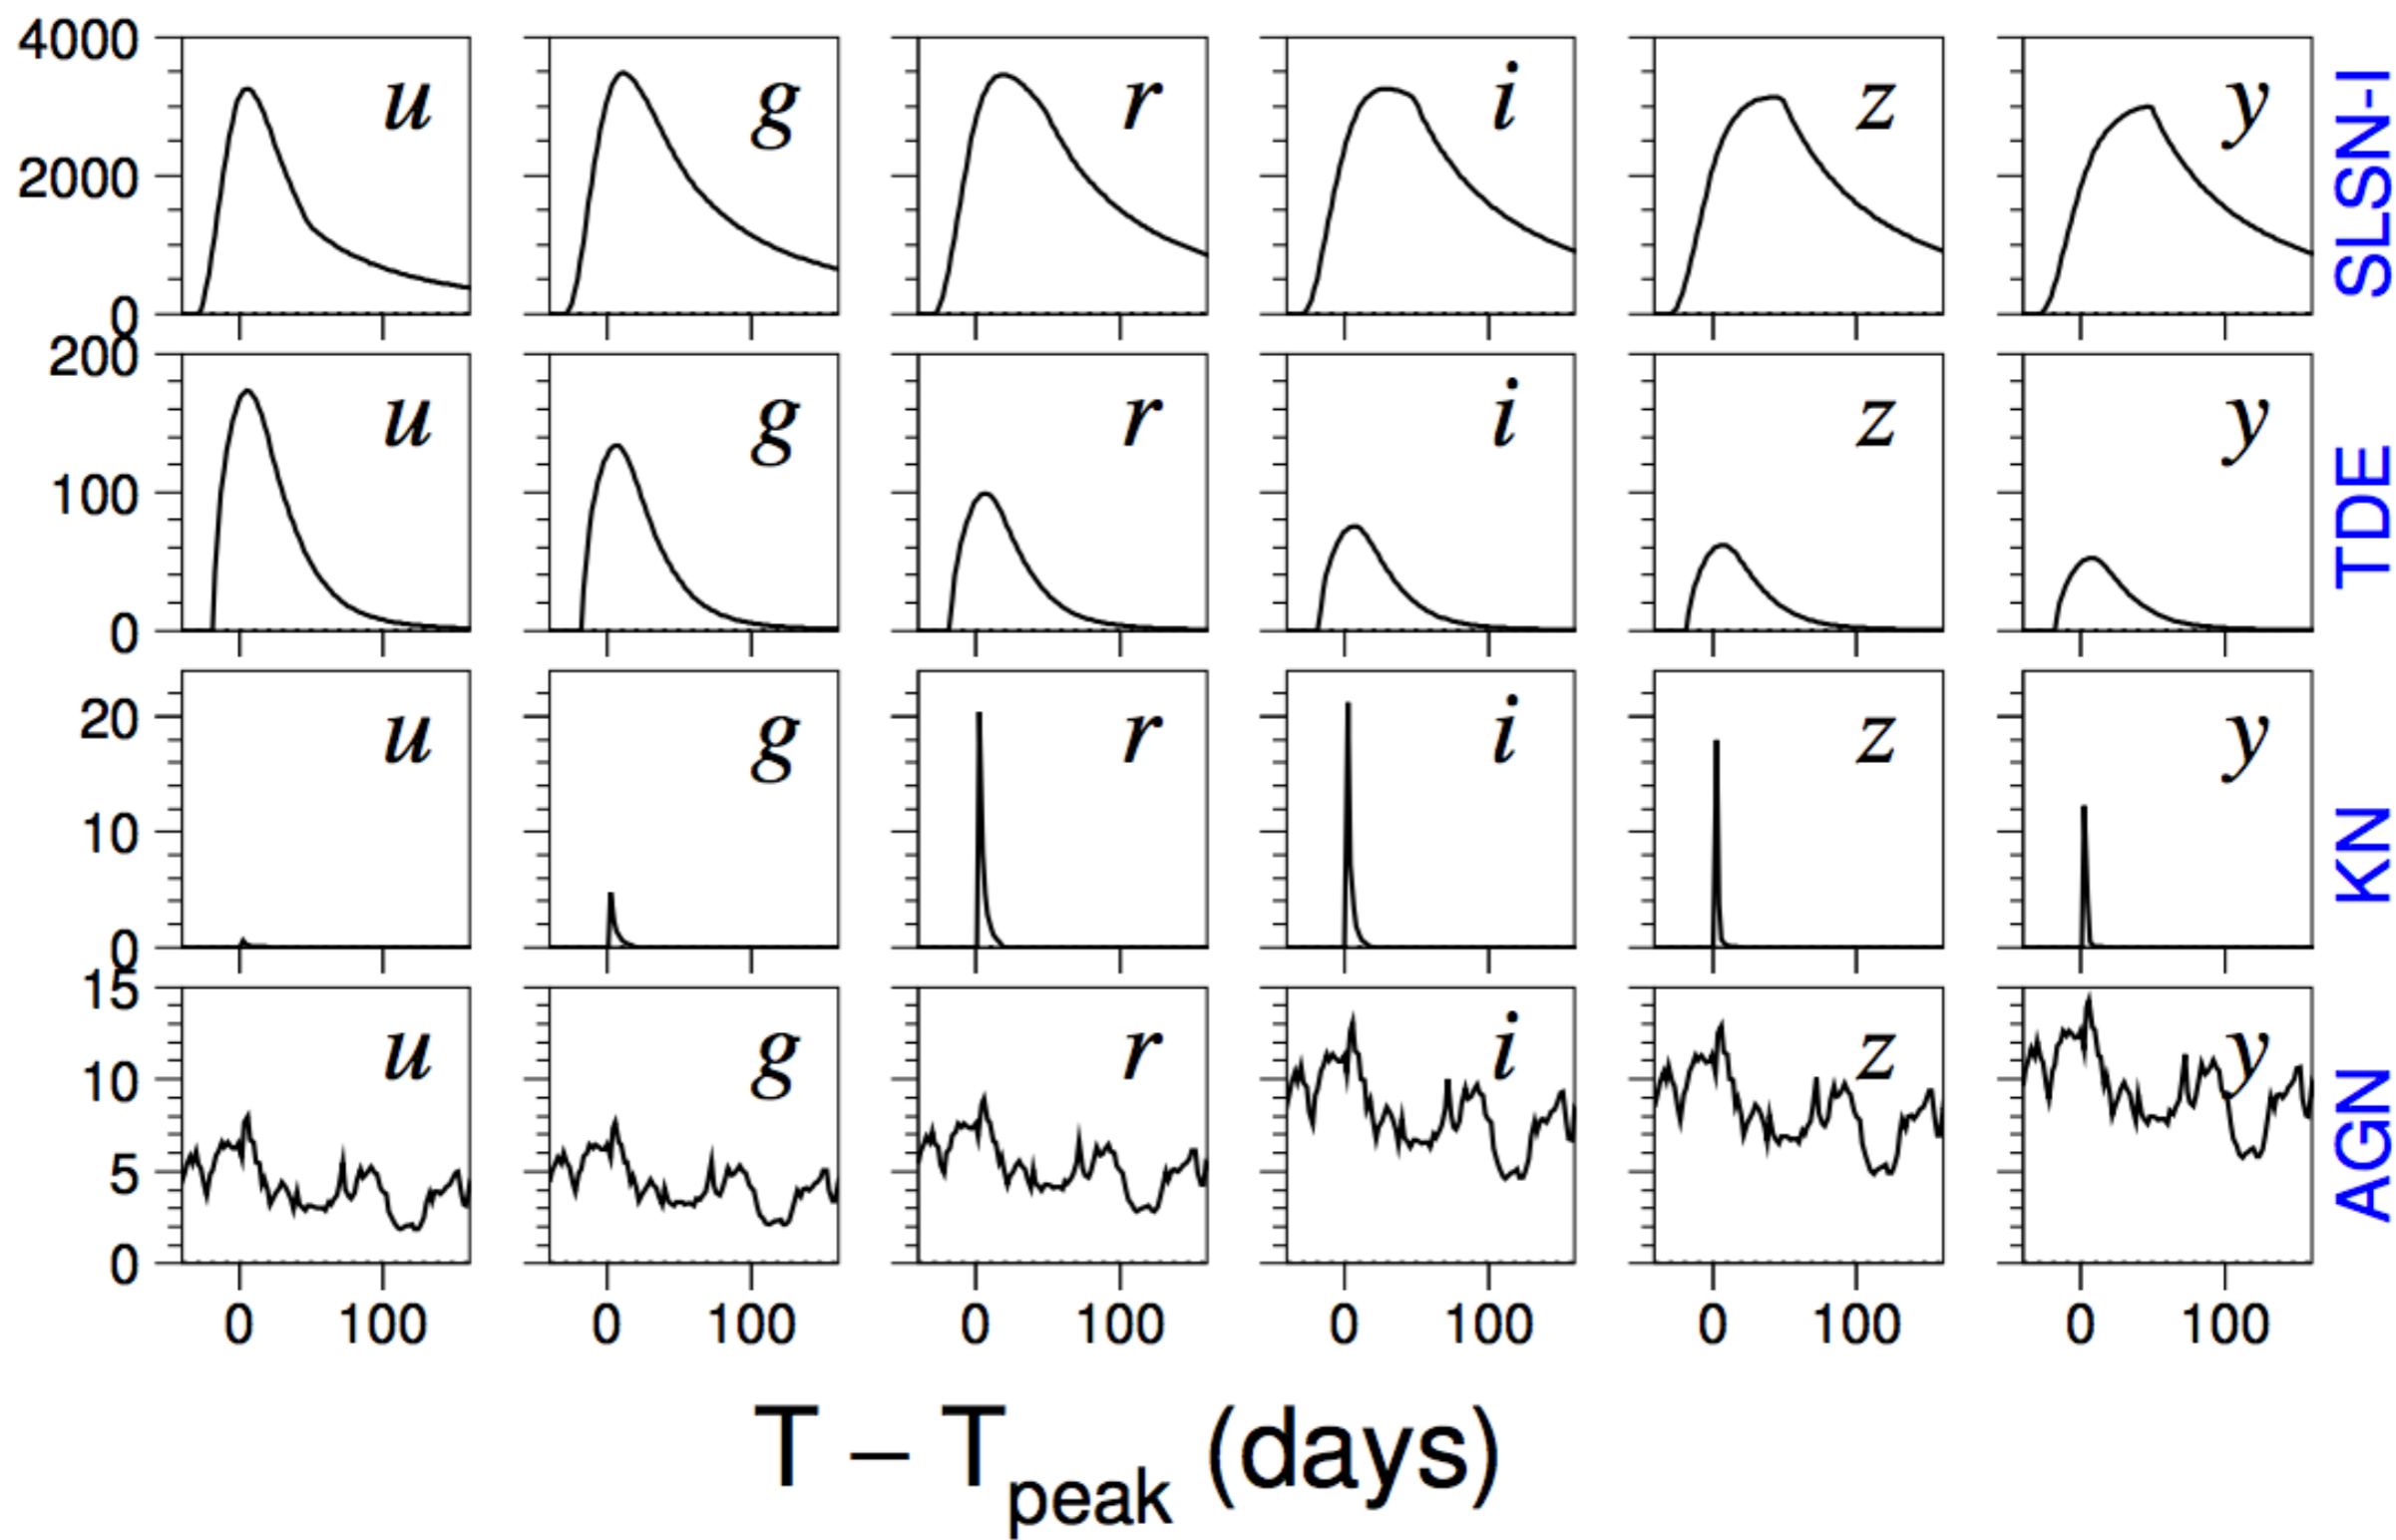 4000 u g r i z y SLSN-I
2000
0
200 u g r i z y TDE
100
0
20 u g r i z y KN
10
0
15 u g r i z y AGN
10
5
0
0 100 0 100 0 100 0 100 0 100 0 100
T – Tpeak (days)